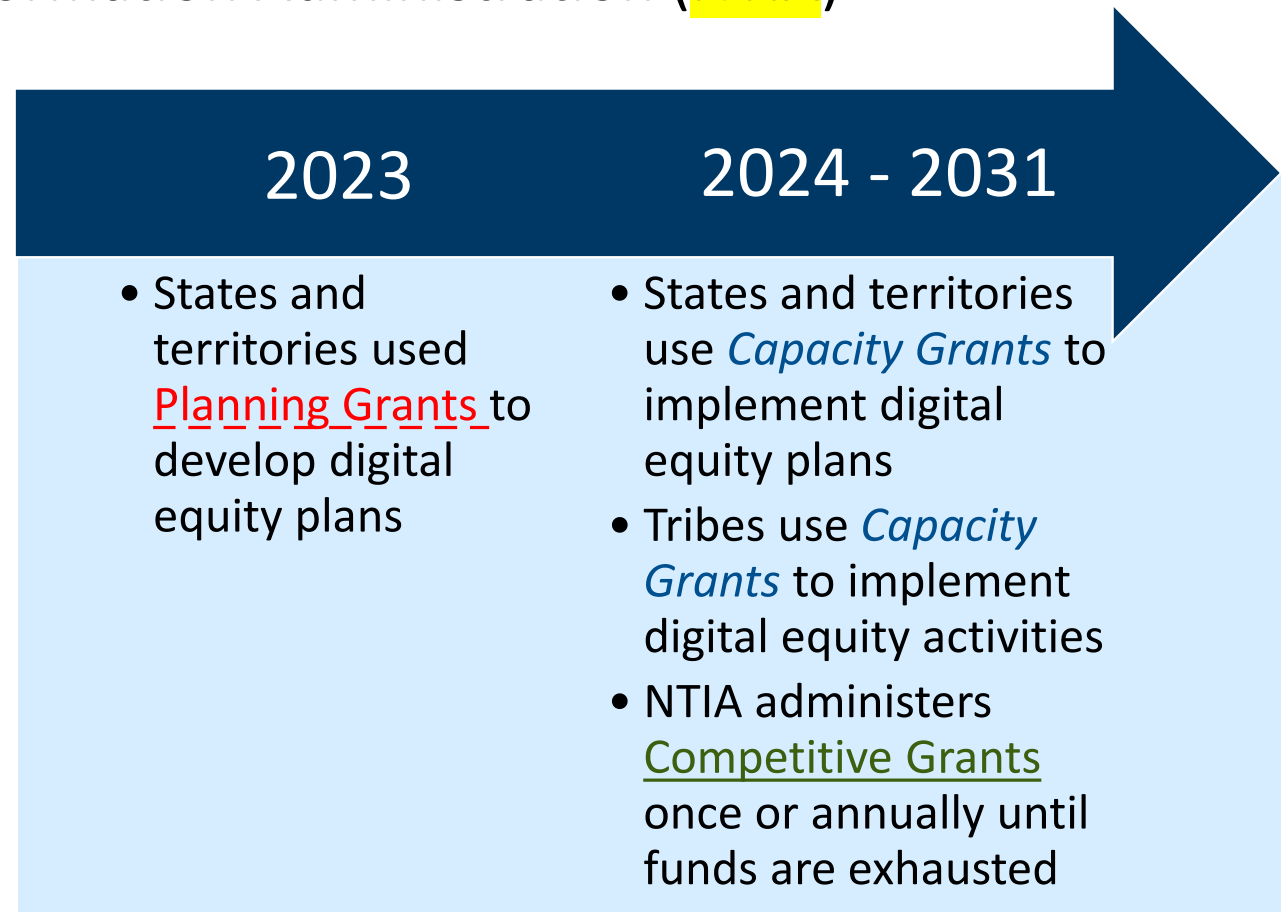 2023
2024 - 2031
• States and
territories used
Planning Grants to
develop digital
equity plans
• States and territories
use Capacity Grants to
implement digital
equity plans
• Tribes use Capacity
Grants to implement
digital equity activities
• NTIA administers
Competitive Grants
once or annually until
funds are exhausted